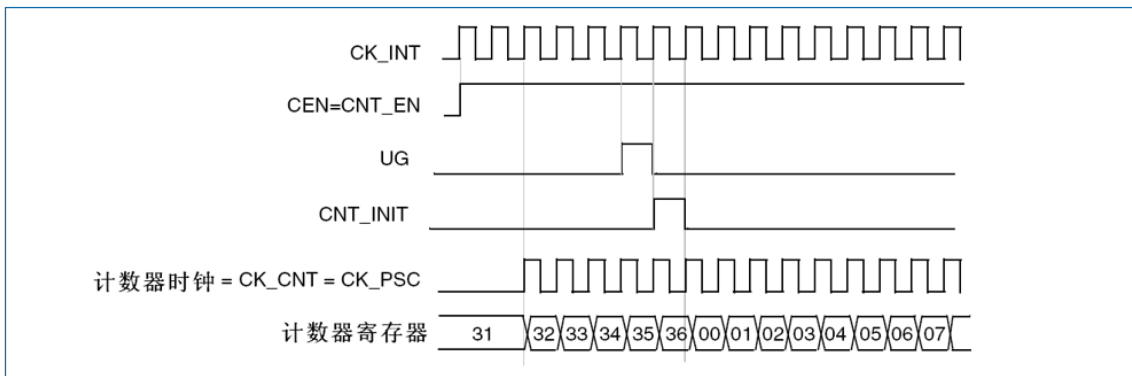 CK_INT
CEN=CNT_EN
UG
CNT_INIT
计数器时钟 = CK_CNT = CK_PSC
计数器寄存器 31 32 33 34 35 36 00 01 02 03 04 05 06 07